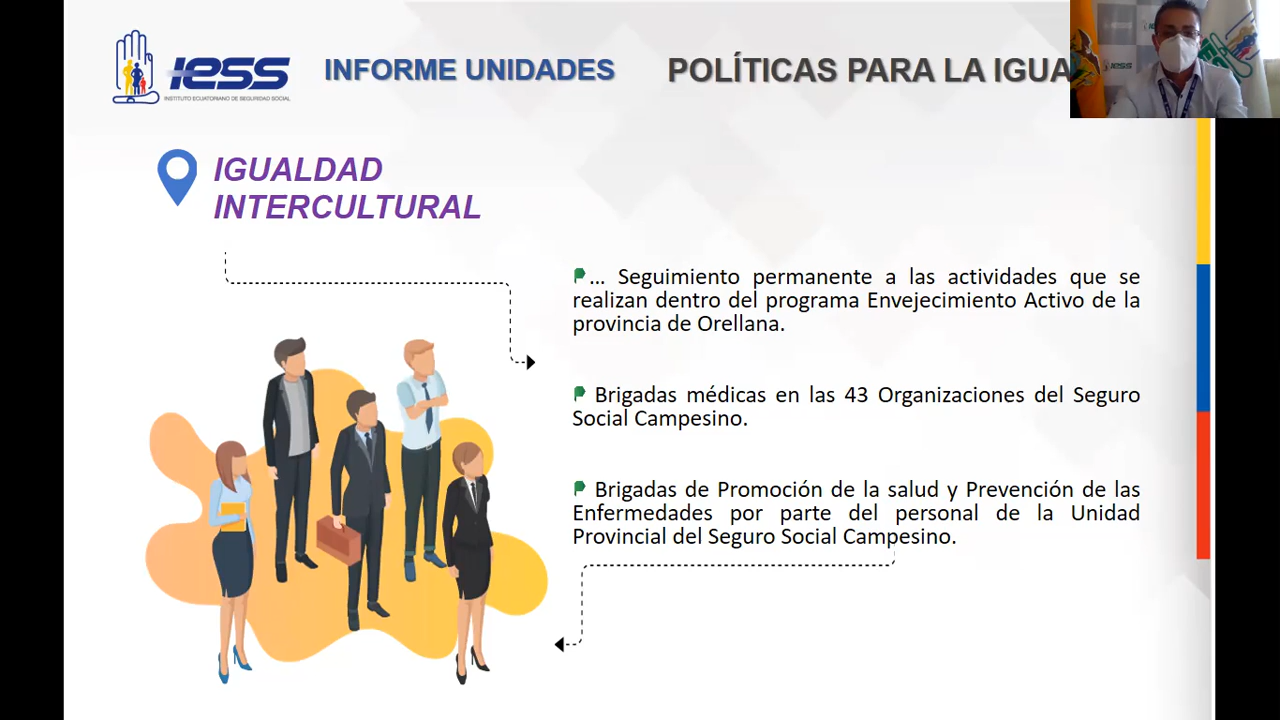 IESS
INSTITUTO ECUATORIANO DE SEGURIDAD SOCIAL
INFORME UNIDADES
POLÍTICAS PARA LA IGUA
IESS
IGUALDAD
INTERCULTURAL
... Seguimiento permanente a las actividades que se
realizan dentro del programa Envejecimiento Activo de la
provincia de Orellana.
Brigadas médicas en las 43 Organizaciones del Seguro
Social Campesino.
Brigadas de Promoción de la salud y Prevención de las
Enfermedades por parte del personal de la Unidad
Provincial del Seguro Social Campesino.